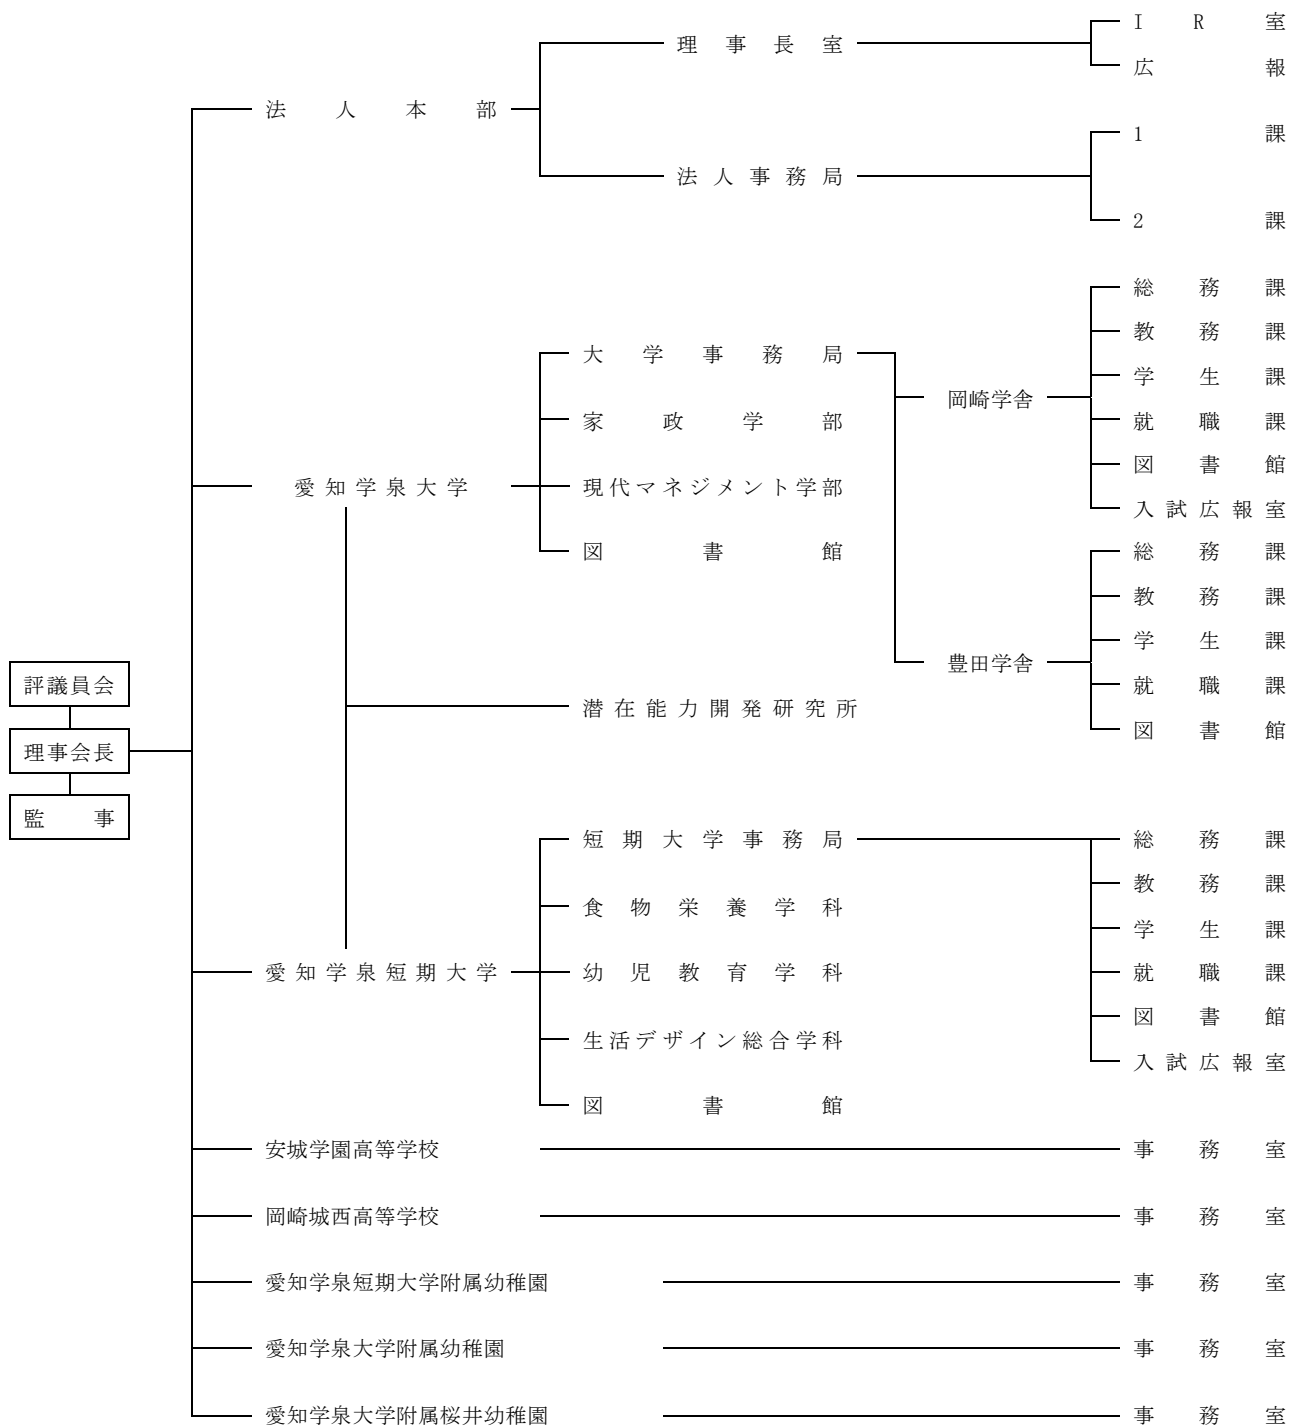 I R 室
理事長室
広報
法人本部
1課
法人事務局
2課
総務課
教務課
大学事務局
学生課
岡崎学舎
家政学部
就職課
図書館
愛知学泉大学
現代マネジメント学部
入試広報室
図書館
総務課
教務課
学生課
豊田学舎
評議員会
就職課
潜在能力開発研究所
図書館
理事会長
監事
短期大学事務局
総務課
教務課
食物栄養学科
学生課
愛知学泉短期大学
幼児教育学科
就職課
図書館
生活デザイン総合学科
入試広報室
図書館
安城学園高等学校
事務室
岡崎城西高等学校
事務室
愛知学泉短期大学附属幼稚園
事務室
愛知学泉大学附属幼稚園
事務室
愛知学泉大学附属桜井幼稚園
事務室